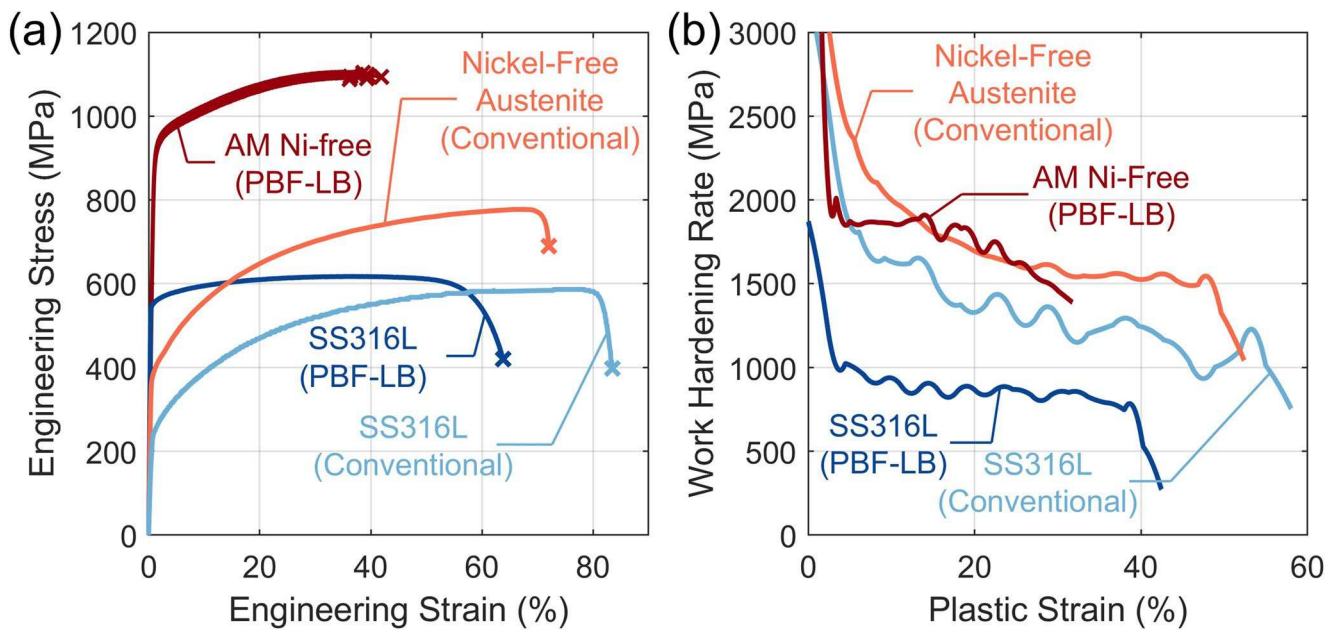 (a)
1200
1000
800
600
400
200
0
Engineering Stress (MPa)
Nickel-Free
Austenite
(Conventional)
AM Ni-free
(PBF-LB)
SS316L
(PBF-LB)
SS316L
(Conventional)
0 20 40 60 80
Engineering Strain (%)
(b)
3000
2500
2000
1500
1000
500
0
Work Hardening Rate (MPa)
Nickel-Free
Austenite
(Conventional)
AM Ni-Free
(PBF-LB)
SS316L
(PBF-LB)
SS316L
(Conventional)
0 20 40 60
Plastic Strain (%)